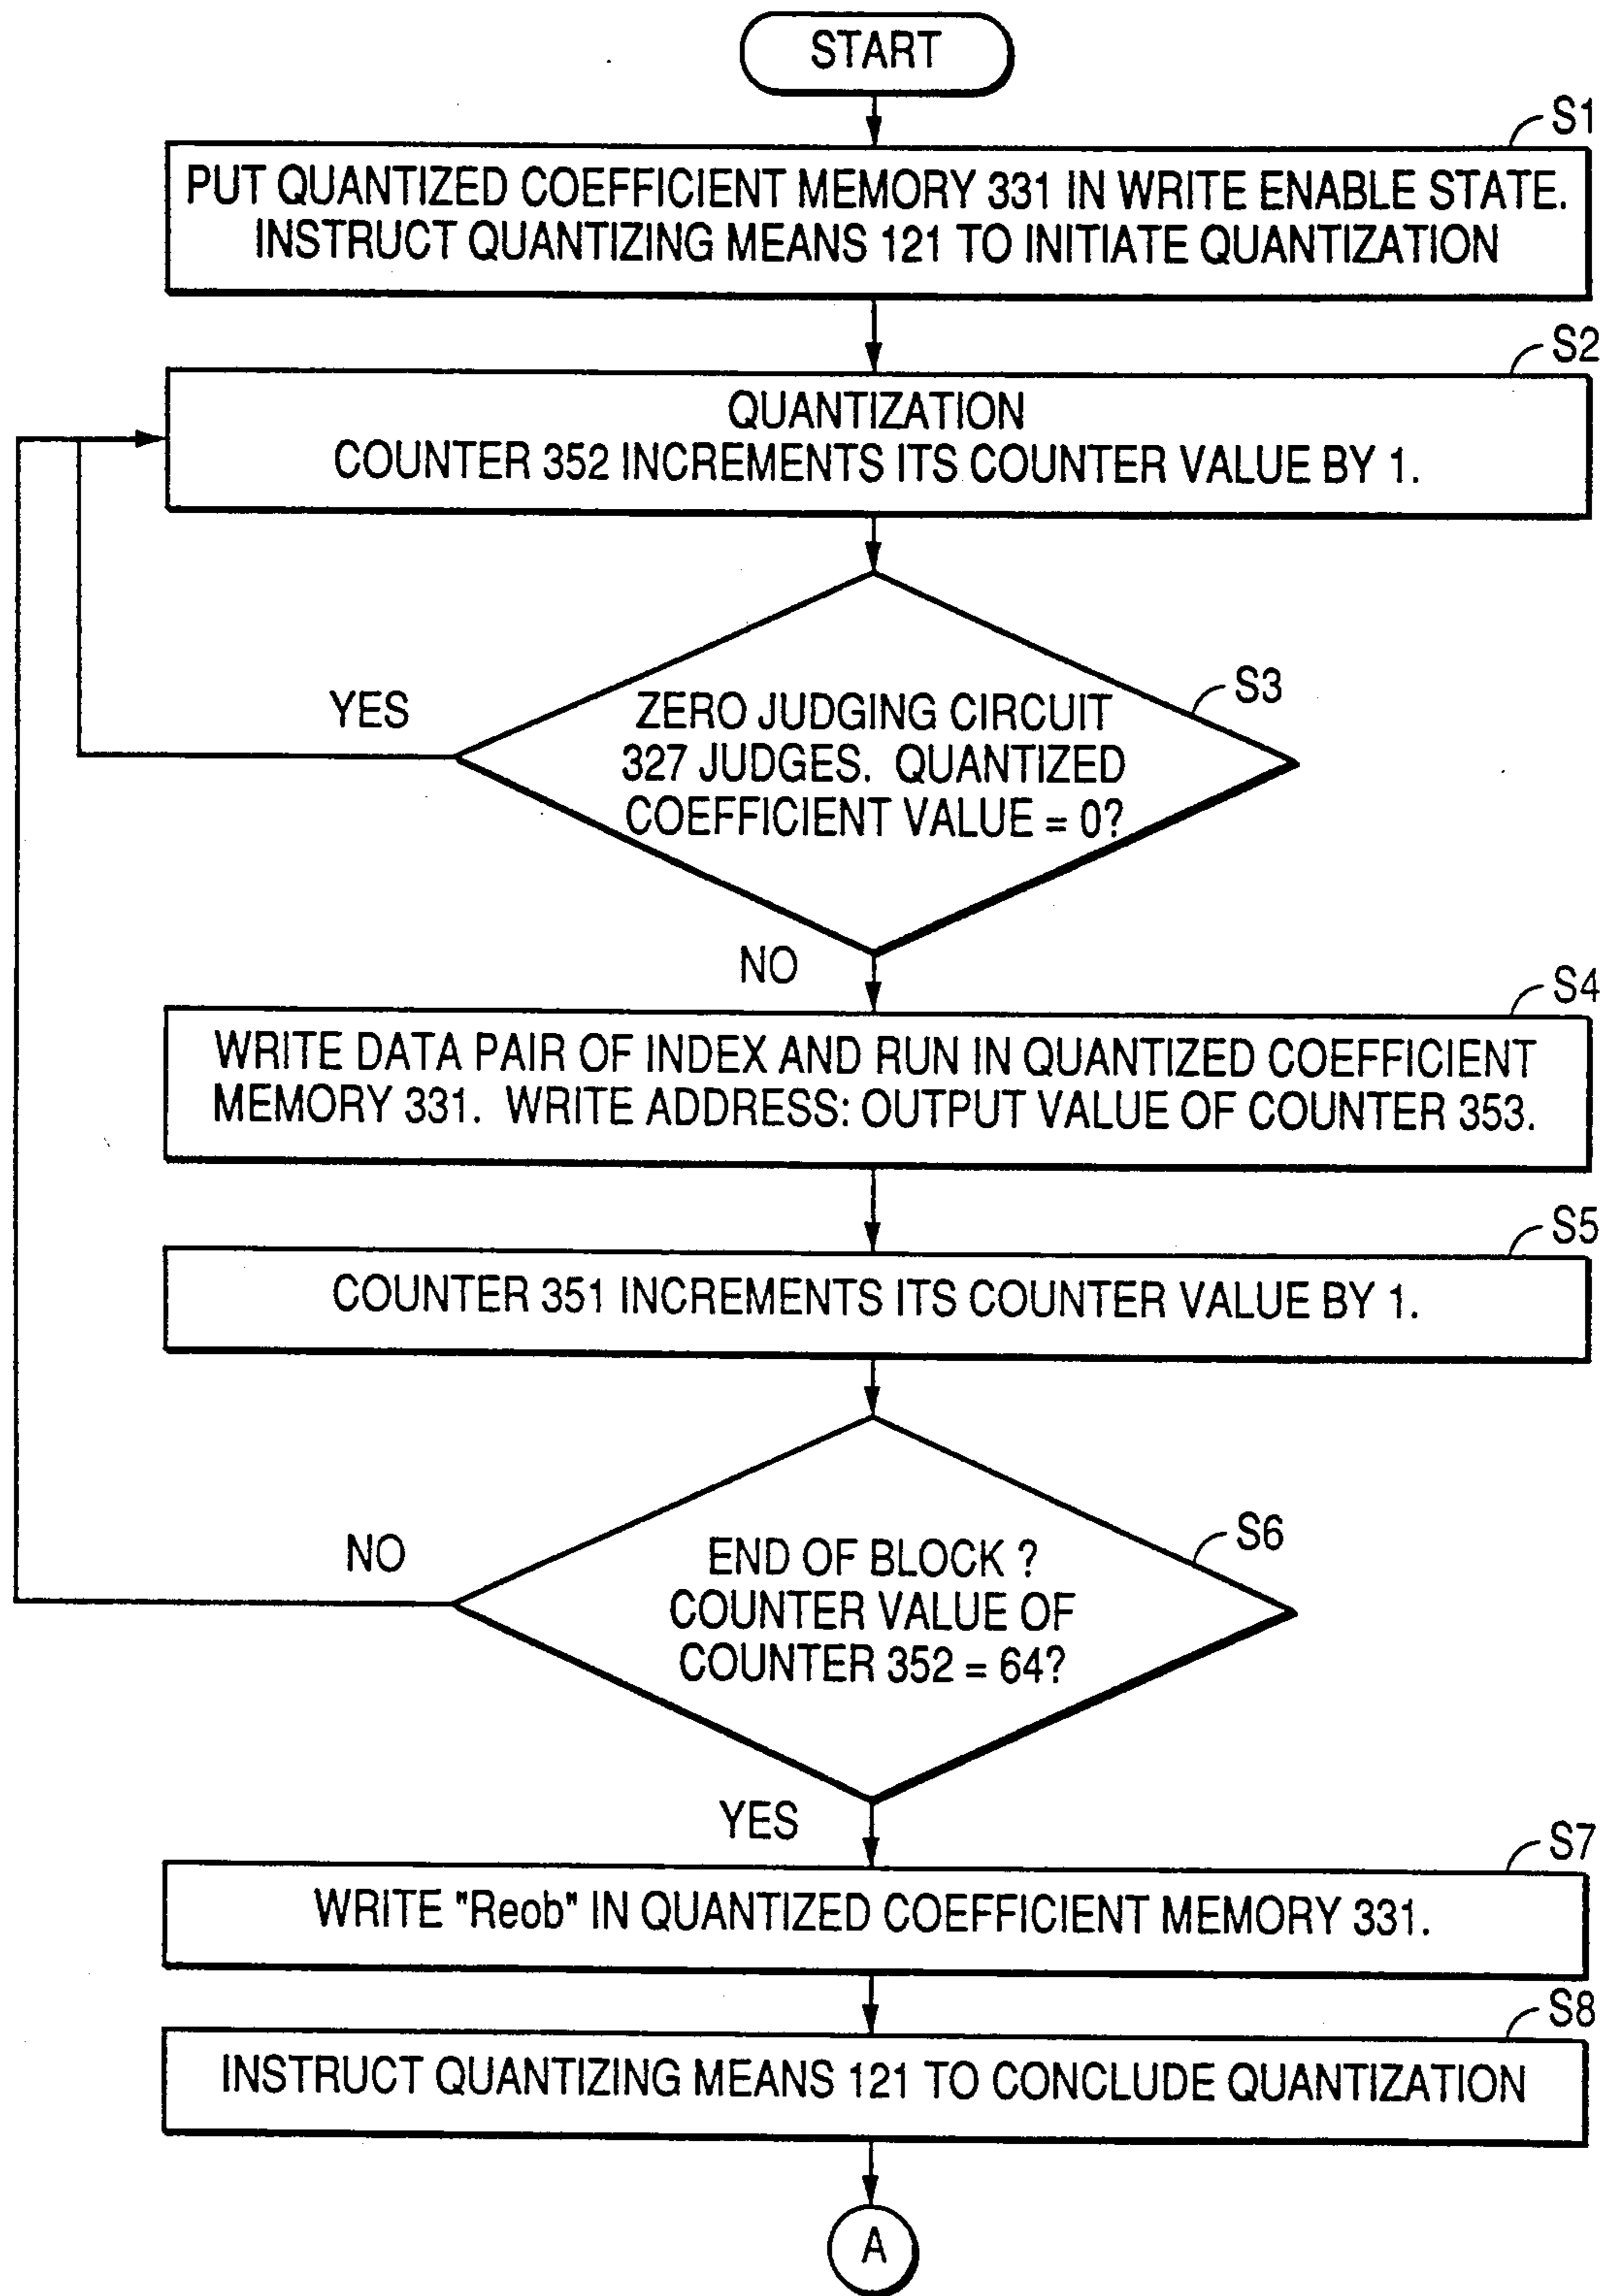 START
S1
PUT QUANTIZED COEFFICIENT MEMORY 331 IN WRITE ENABLE STATE.
INSTRUCT QUANTIZING MEANS 121 TO INITIATE QUANTIZATION
S2
QUANTIZATION
COUNTER 352 INCREMENTS ITS COUNTER VALUE BY 1.
S3
YES
ZERO JUDGING CIRCUIT
327 JUDGES. QUANTIZED
COEFFICIENT VALUE = 0?
NO
S4
WRITE DATA PAIR OF INDEX AND RUN IN QUANTIZED COEFFICIENT
MEMORY 331. WRITE ADDRESS: OUTPUT VALUE OF COUNTER 353.
S5
COUNTER 351 INCREMENTS ITS COUNTER VALUE BY 1.
S6
NO
END OF BLOCK ?
COUNTER VALUE OF
COUNTER 352 = 64?
YES
S7
WRITE "Reob" IN QUANTIZED COEFFICIENT MEMORY 331.
S8
INSTRUCT QUANTIZING MEANS 121 TO CONCLUDE QUANTIZATION
A